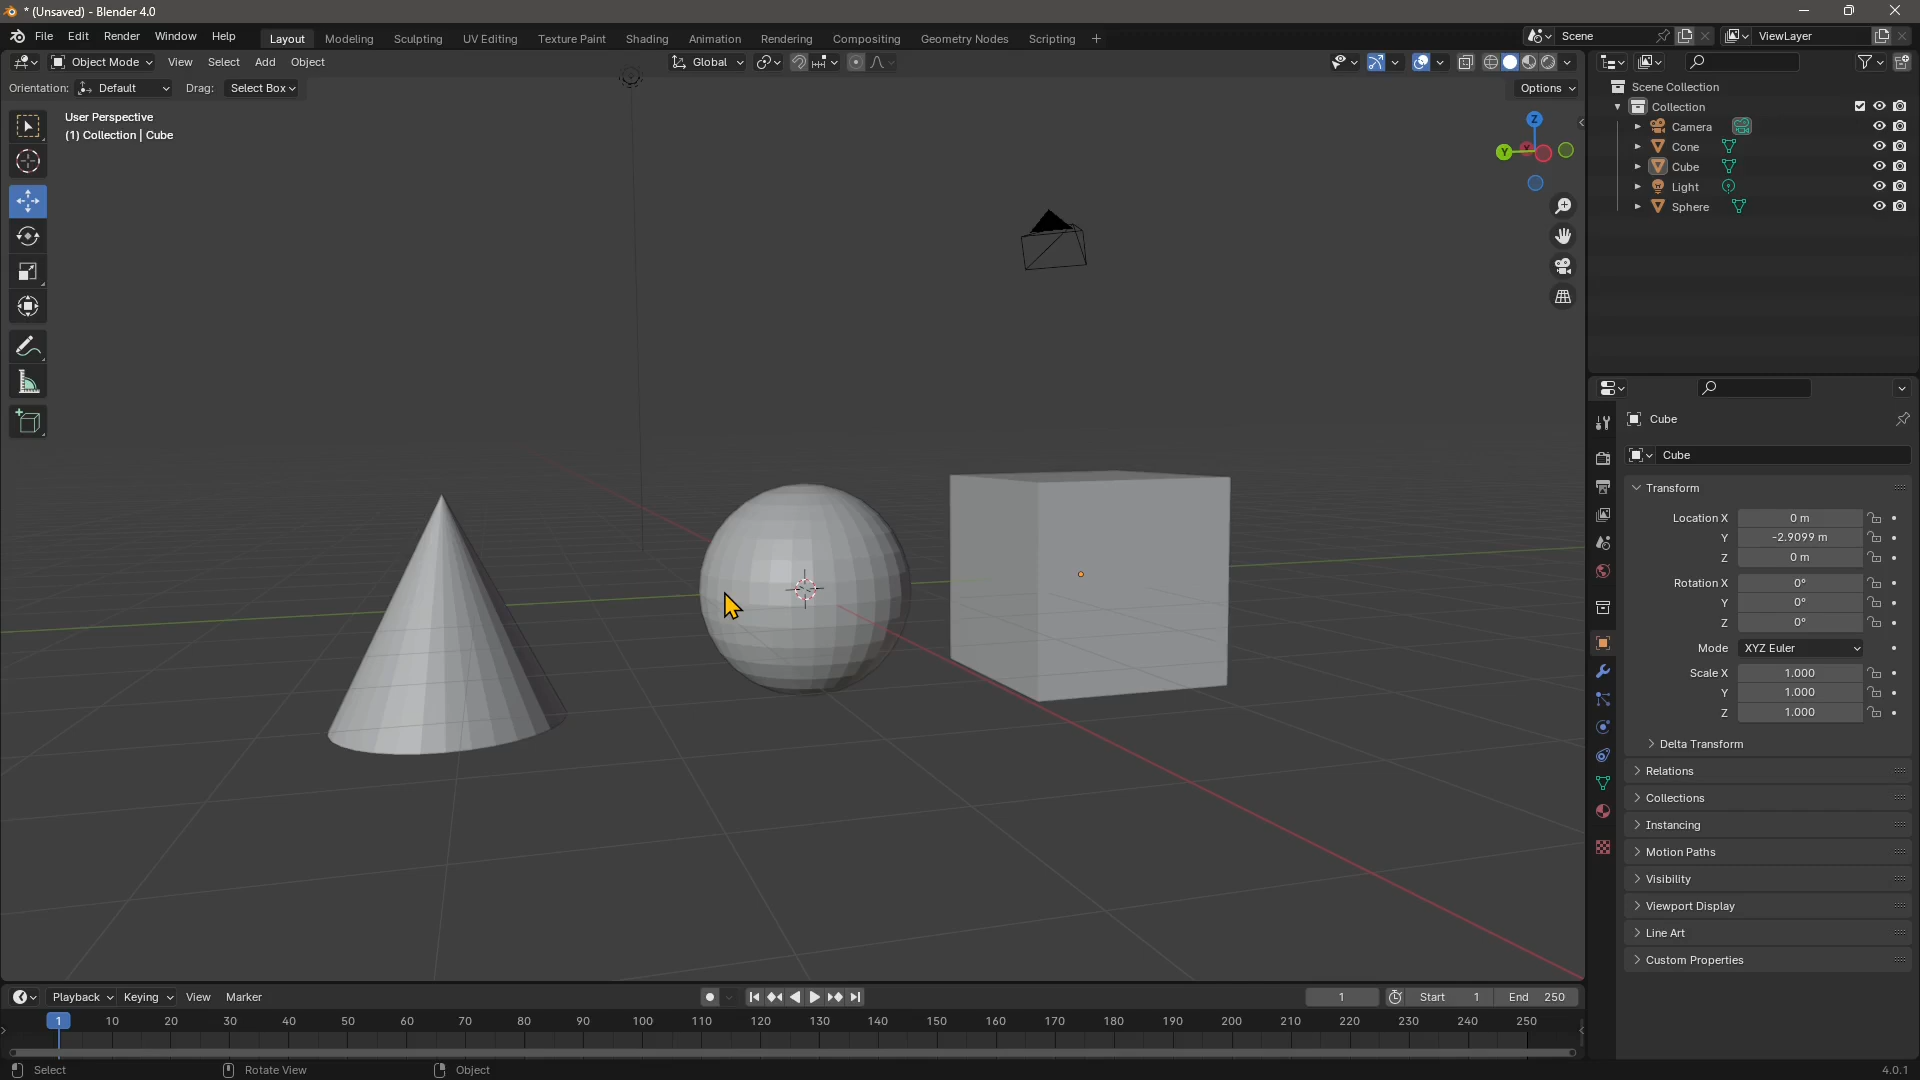 * (Unsaved) - Blender 4.0
File Edit Render Window Help Layout Modeling Sculpting UV Editing Texture Paint Shading Animation Rendering Compositing Geometry Nodes Scripting + Scene ViewLayer
Object Mode View Select Add Object Global
Orientation: Default Drag: Select Box Options
User Perspective
(1) Collection | Cube
Z
Y
Scene Collection
Collection
Camera
Cone
Cube
Light
Sphere
Cube
Cube
Transform
Location X 0 m
Y -2.9099 m
Z 0 m
Rotation X 0°
Y 0°
Z 0°
Mode XYZ Euler
Scale X 1.000
Y 1.000
Z 1.000
Delta Transform
Relations
Collections
Instancing
Motion Paths
Visibility
Viewport Display
Line Art
Custom Properties
Playback Keying View Marker 1 Start 1 End 250
1 10 20 30 40 50 60 70 80 90 100 110 120 130 140 150 160 170 180 190 200 210 220 230 240 250
Select Rotate View Object 4.0.1